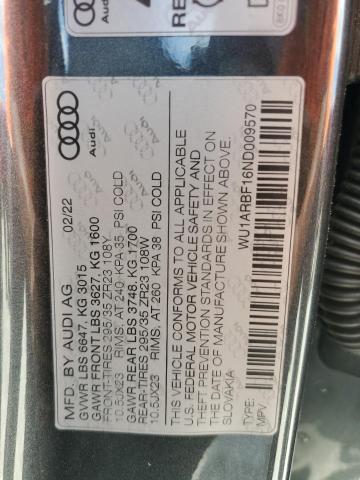 Audi
MFD. BY AUDI AG 02/22
GVWR LBS 6647, KG 3015
GAWR FRONT LBS 3627, KG 1600
FRONT-TIRES 295/35 ZR23 108Y
10.5JX23 RIMS, AT 240 KPA 35 PSI COLD
GAWR REAR LBS 3748, KG 1700
REAR-TIRES 295/35 ZR23 108W
10.5JX23 RIMS, AT 260 KPA 38 PSI COLD
THIS VEHICLE CONFORMS TO ALL APPLICABLE
FEDERAL MOTOR VEHICLE SAFETY AND
THEFT PREVENTION STANDARDS IN EFFECT ON
DATE OF MANUFACTURE SHOWN ABOVE.
SLOVAKIA
WU1ARBF16ND009570
TYPE:
MPV
Audi
RE